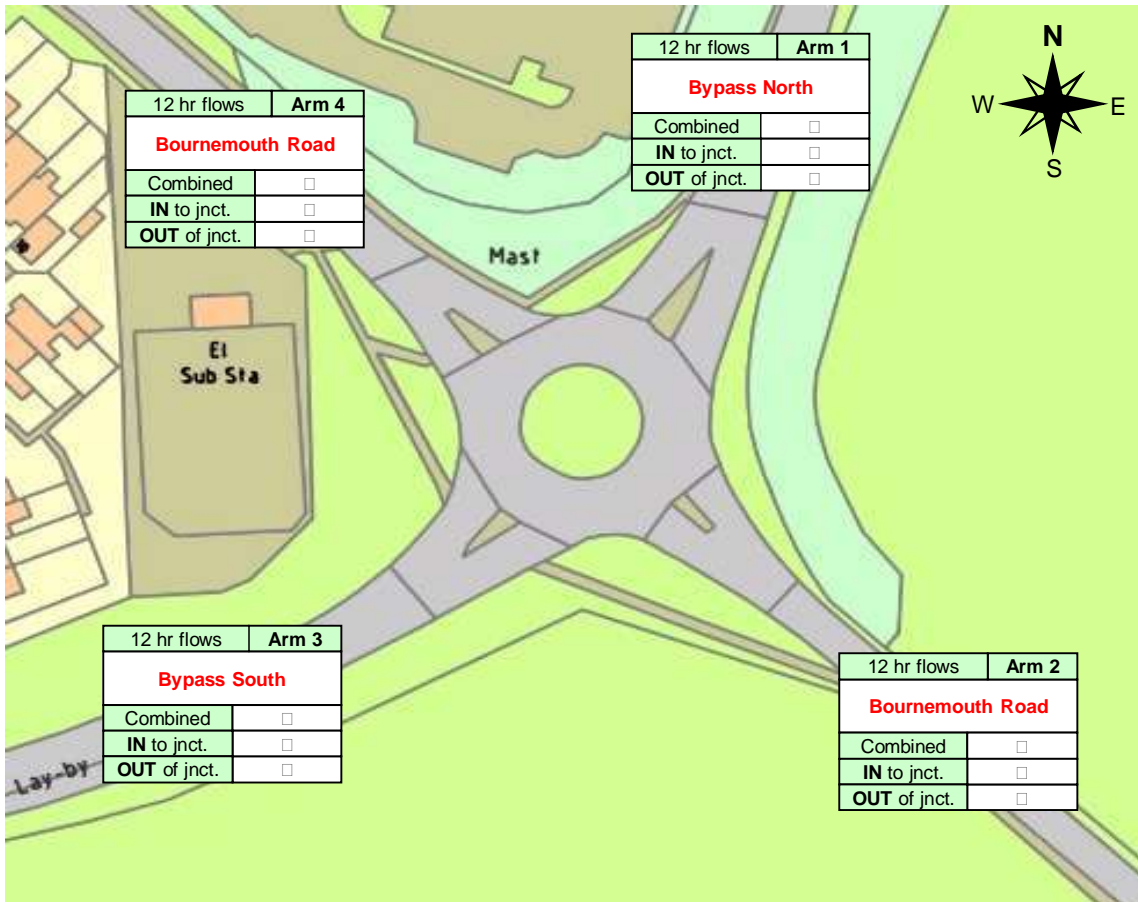 12 hr flows Arm 1
Bypass North
Combined □
IN to jnct. □
OUT of jnct. □
N
W E
S
12 hr flows Arm 4
Bournemouth Road
Combined □
IN to jnct. □
OUT of jnct. □
Mast
El
Sub Sta
12 hr flows Arm 3
Bypass South
Combined □
IN to jnct. □
OUT of jnct. □
Lay-by
12 hr flows Arm 2
Bournemouth Road
Combined □
IN to jnct. □
OUT of jnct. □